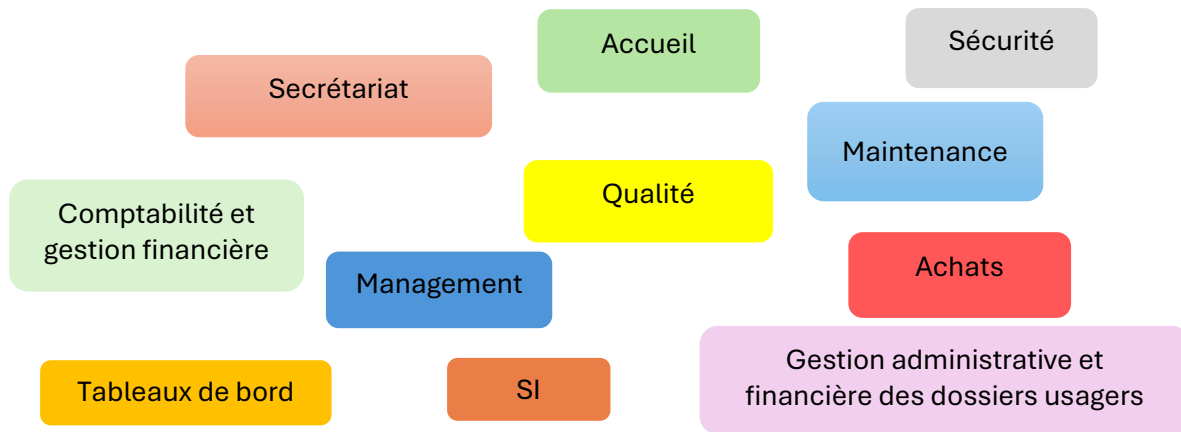 Accueil
Sécurité
Secrétariat
Maintenance
Qualité
Comptabilité et
gestion financière
Achats
Management
Gestion administrative et
financière des dossiers usagers
Tableaux de bord
SI